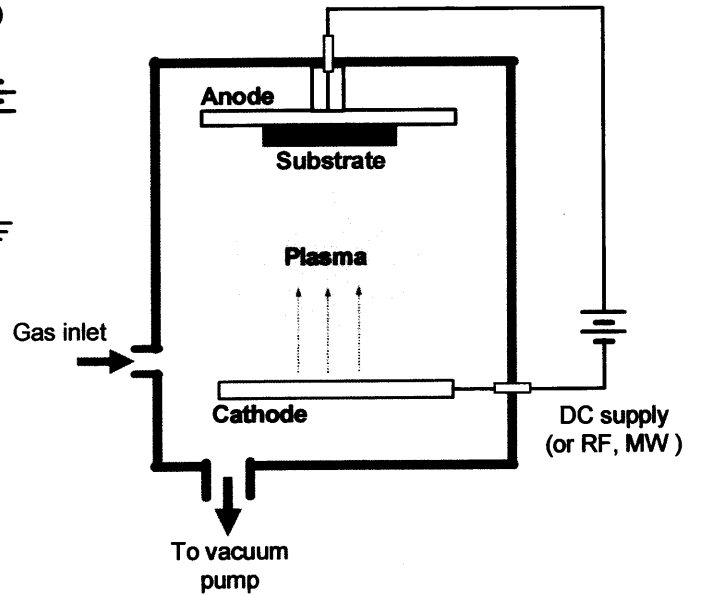 )
Anode
Substrate
Plasma
Gas inlet
Cathode
DC supply
(or RF, MW )
To vacuum
pump